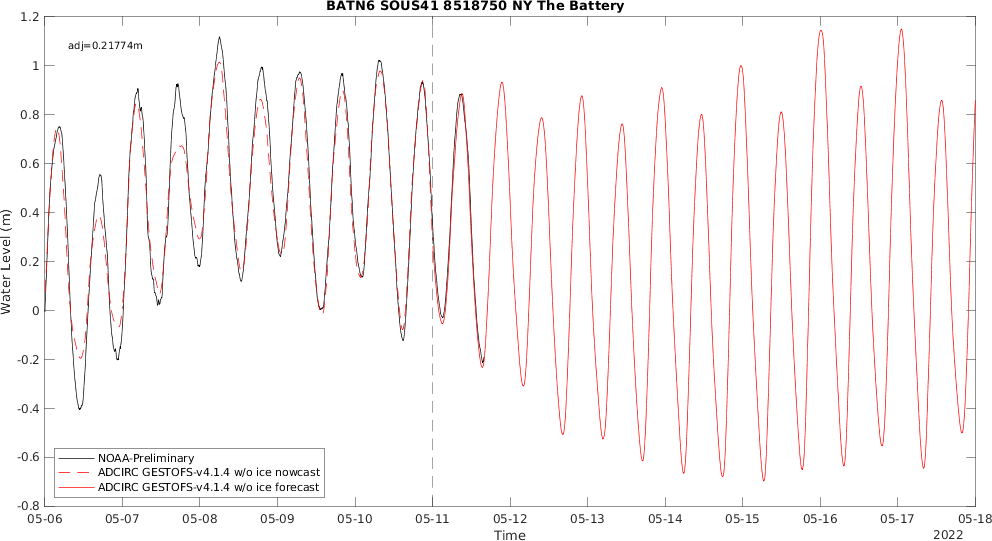 BATN6 SOUS41 8518750 NY The Battery
adj=0.21774m
1.2
1
0.8
0.6
0.4
0.2
0
-0.2
-0.4
-0.6
-0.8
Water Level (m)
NOAA-Preliminary
ADCIRC GESTOFS-v4.1.4 w/o ice nowcast
ADCIRC GESTOFS-v4.1.4 w/o ice forecast
05-06 05-07 05-08 05-09 05-10 05-11 05-12 05-13 05-14 05-15 05-16 05-17 05-18
Time
2022